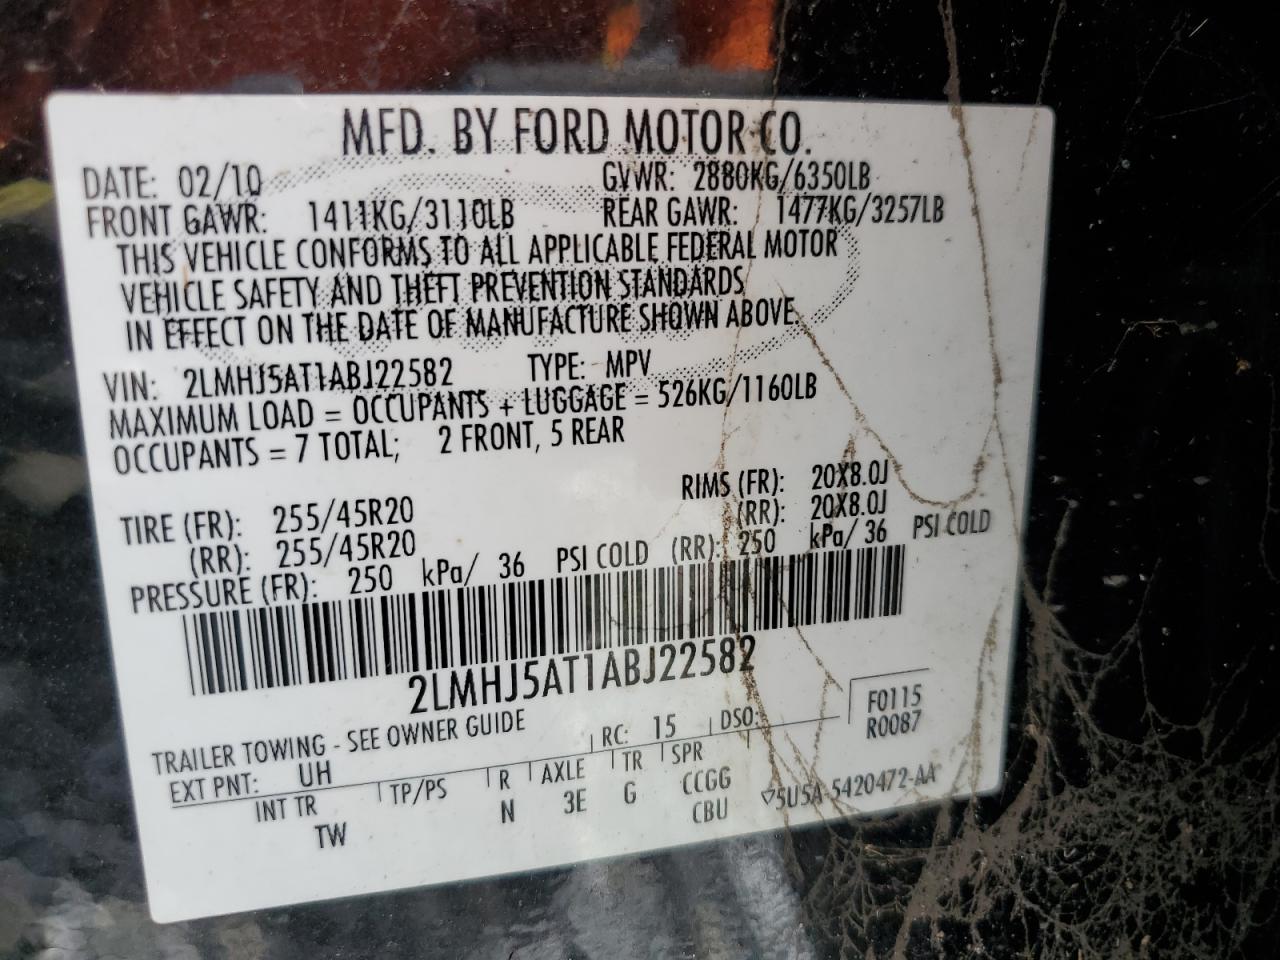 MFD. BY FORD MOTOR CO.
DATE: 02/10 GVWR: 2880KG/6350LB
FRONT GAWR: 1411KG/3110LB REAR GAWR: 1477KG/3257LB
THIS VEHICLE CONFORMS TO ALL APPLICABLE FEDERAL MOTOR
VEHICLE SAFETY AND THEFT PREVENTION STANDARDS
IN EFFECT ON THE DATE OF MANUFACTURE SHOWN ABOVE.
VIN: 2LMHJ5AT1ABJ22582 TYPE: MPV
MAXIMUM LOAD = OCCUPANTS + LUGGAGE = 526KG/1160LB
OCCUPANTS = 7 TOTAL; 2 FRONT, 5 REAR
TIRE (FR): 255/45R20 RIMS (FR): 20X8.0J
(RR): 255/45R20 (RR): 20X8.0J
PRESSURE (FR): 250 kPa/ 36 PSI COLD (RR): 250 kPa/ 36 PSI COLD
2LMHJ5AT1ABJ22582
TRAILER TOWING - SEE OWNER GUIDE F0115
EXT PNT: UH RC: 15 DSO: R0087
INT TR TP/PS R AXLE TR SPR
TW N 3E G CCGG 5U5A-5420472-AA
CBU